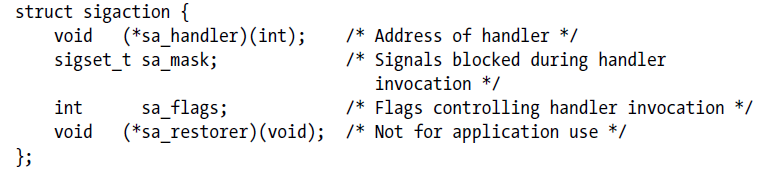 struct sigaction {
    void   (*sa_handler)(int);    /* Address of handler */
    sigset_t sa_mask;             /* Signals blocked during handler
                                     invocation */
    int      sa_flags;            /* Flags controlling handler invocation */
    void   (*sa_restorer)(void);  /* Not for application use */
};